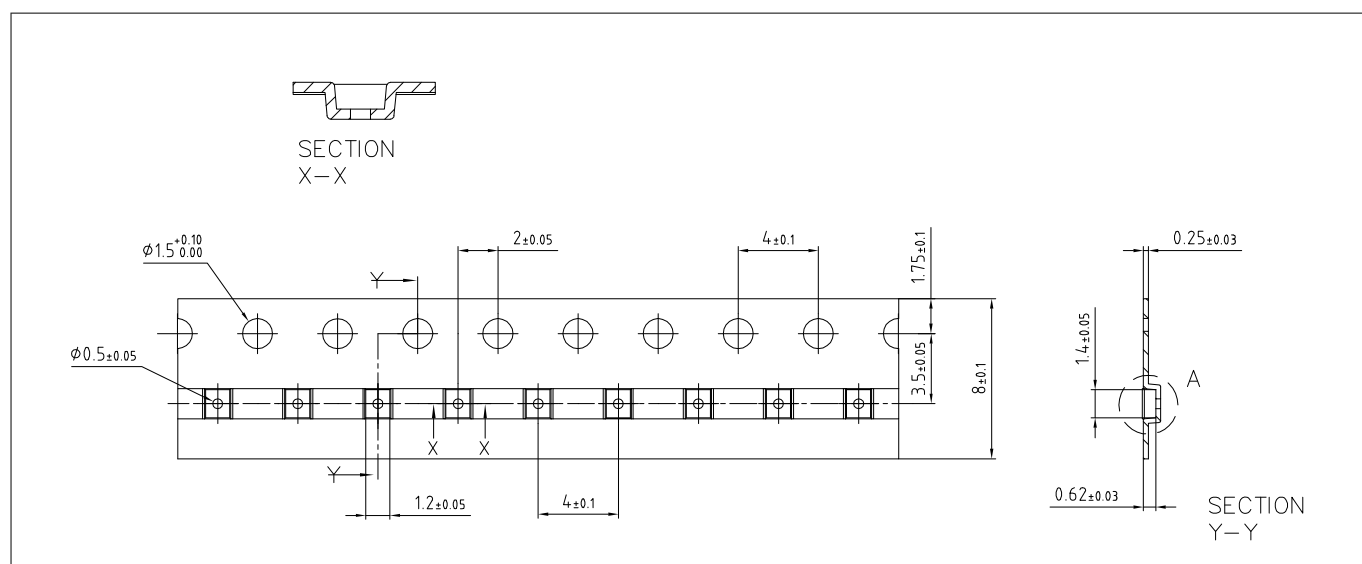 SECTION
X-X
φ1.5 +0.10 0.00
2±0.05
4±0.1
1.75±0.1
0.25±0.03
Y
φ0.5±0.05
3.5±0.05
8±0.1
1.4±0.05
A
X X
Y
1.2±0.05
4±0.1
0.62±0.03
SECTION
Y-Y